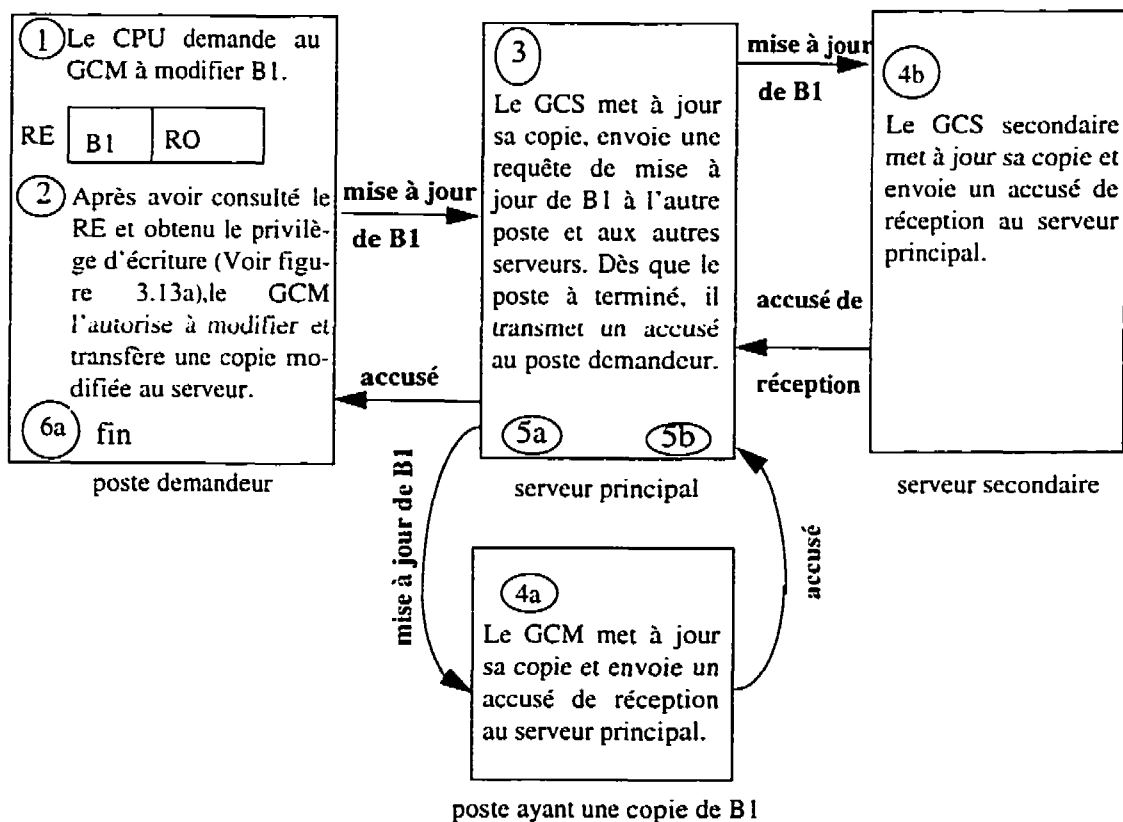 1 Le CPU demande au
GCM à modifier B1.
RE B1 RO
2 Après avoir consulté le
RE et obtenu le privilè-
ge d'écriture (Voir figu-
re 3.13a),le GCM
l'autorise à modifier et
transfère une copie mo-
difiée au serveur.
6a fin
poste demandeur
mise à jour
de B1
accusé
3
Le GCS met à jour
sa copie, envoie une
requête de mise à
jour de B1 à l'autre
poste et aux autres
serveurs. Dès que le
poste à terminé, il
transmet un accusé
au poste demandeur.
5a 5b
serveur principal
mise à jour
de B1
accusé de
réception
4b
Le GCS secondaire
met à jour sa copie et
envoie un accusé de
réception au serveur
principal.
serveur secondaire
mise à jour de B1
4a
Le GCM met à jour
sa copie et envoie un
accusé de réception
au serveur principal.
accusé
poste ayant une copie de B1